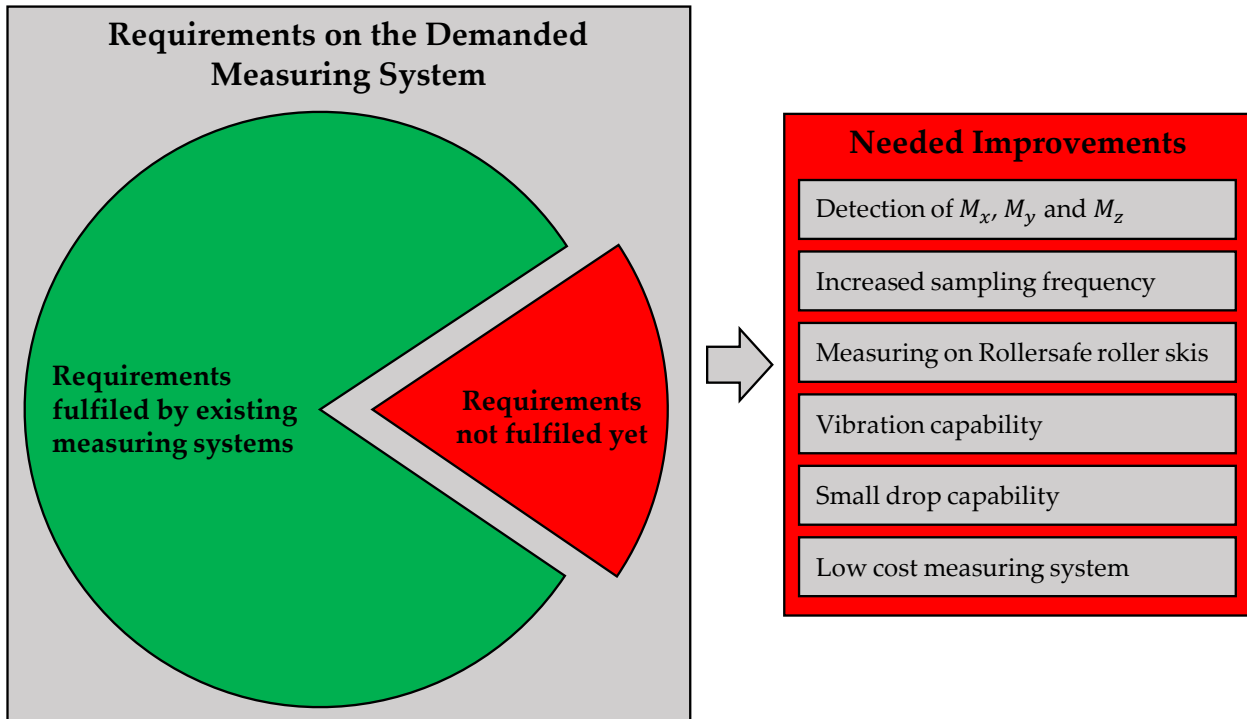 Requirements on the Demanded
Measuring System
Requirements
fulfiled by existing
measuring systems
Requirements
not fulfiled yet
Needed Improvements
Detection of 𝑀ₓ, 𝑀ᵧ and 𝑀_z
Increased sampling frequency
Measuring on Rollersafe roller skis
Vibration capability
Small drop capability
Low cost measuring system